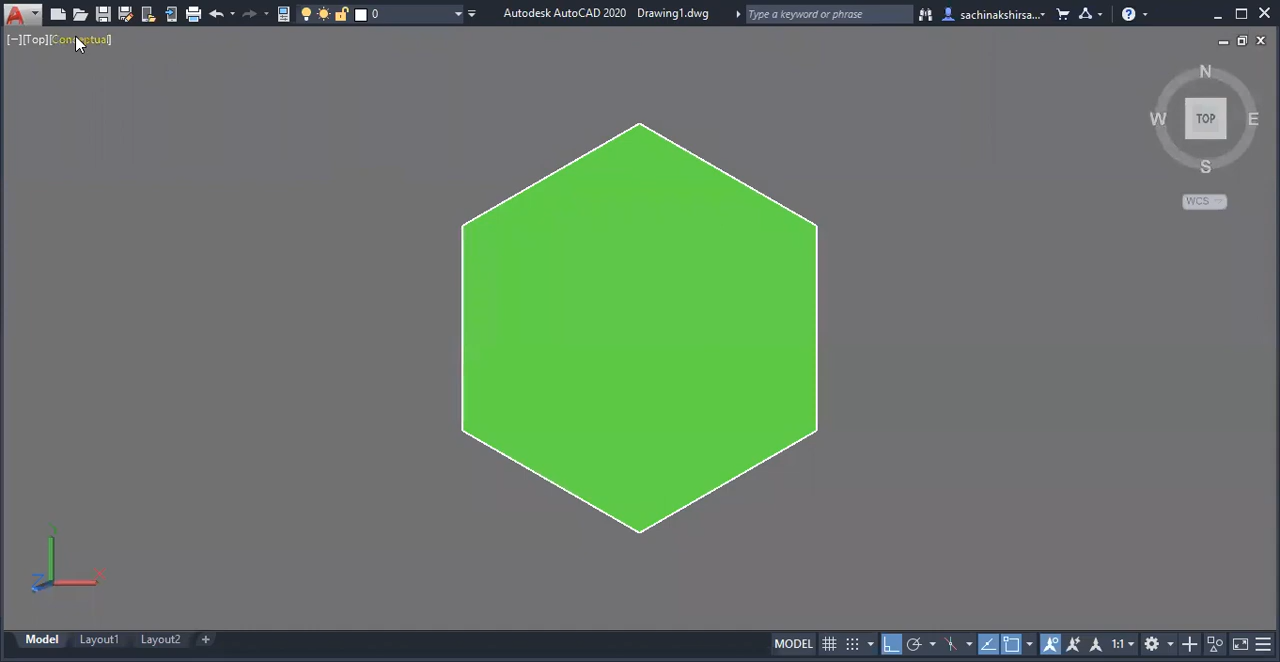 0 Autodesk AutoCAD 2020 Drawing1.dwg Type a keyword or phrase sachinakshirsa...
[−][Top][Conceptual]
N
W TOP E
S
WCS
Y
Z X
Model Layout1 Layout2 + MODEL 1:1